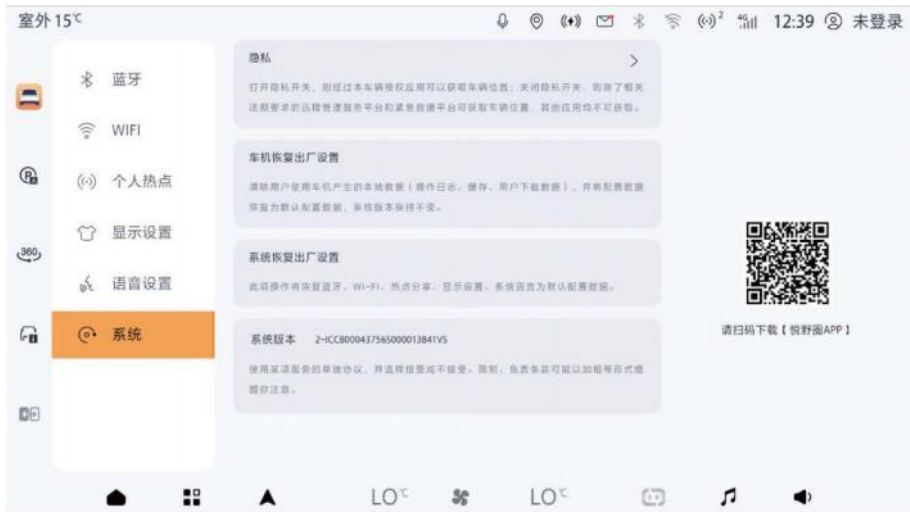 室外 15℃
2
4G
12:39
未登录
蓝牙
WIFI
个人热点
显示设置
语音设置
系统
360
隐私
打开隐私开关，则经过本车辆授权应用可以获取车辆位置；关闭隐私开关，则除了相关
法规要求的远程管理服务平台和紧急救援平台可获取车辆位置，其他应用均不可获取。
车机恢复出厂设置
清除用户使用车机产生的本地数据（操作日志、缓存、用户下载数据），并将配置数据
恢复为默认配置数据，系统版本保持不变。
系统恢复出厂设置
此项操作将恢复蓝牙、Wi-Fi、热点分享、显示设置、系统语言为默认配置数据。
系统版本 2-ICC8000437565000013841V5
使用某项服务的单独协议，并选择接受或不接受。限制、免责条款可能以加粗等形式提
醒你注意。
请扫码下载【悦野圈APP】
LO℃
LO℃